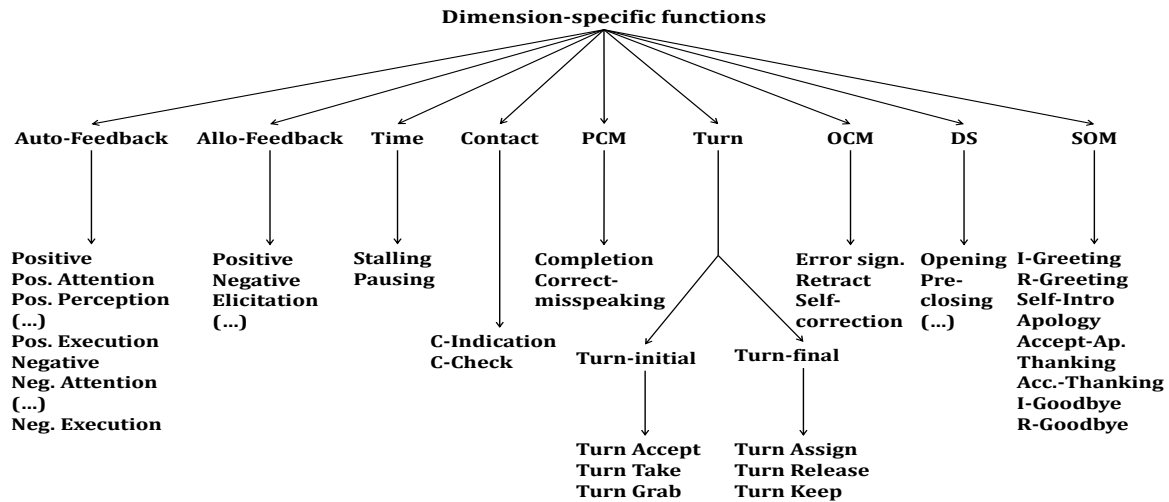 Dimension-specific functions
Auto-Feedback
Allo-Feedback
Time
Contact
PCM
Turn
OCM
DS
SOM
Positive
Pos. Attention
Pos. Perception
(...)
Pos. Execution
Negative
Neg. Attention
(...)
Neg. Execution
Positive
Negative
Elicitation
(...)
Stalling
Pausing
C-Indication
C-Check
Completion
Correct-
misspeaking
Turn-initial
Turn Accept
Turn Take
Turn Grab
Turn-final
Turn Assign
Turn Release
Turn Keep
Error sign.
Retract
Self-
correction
Opening
Pre-
closing
(...)
I-Greeting
R-Greeting
Self-Intro
Apology
Accept-Ap.
Thanking
Acc.-Thanking
I-Goodbye
R-Goodbye